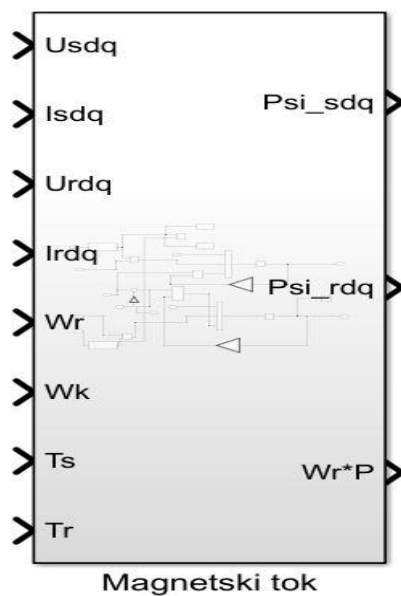 Usdq
Psi_sdq
Isdq
Urdq
Irdq
Psi_rdq
Wr
Wk
Ts
Wr*P
Tr
Magnetski tok